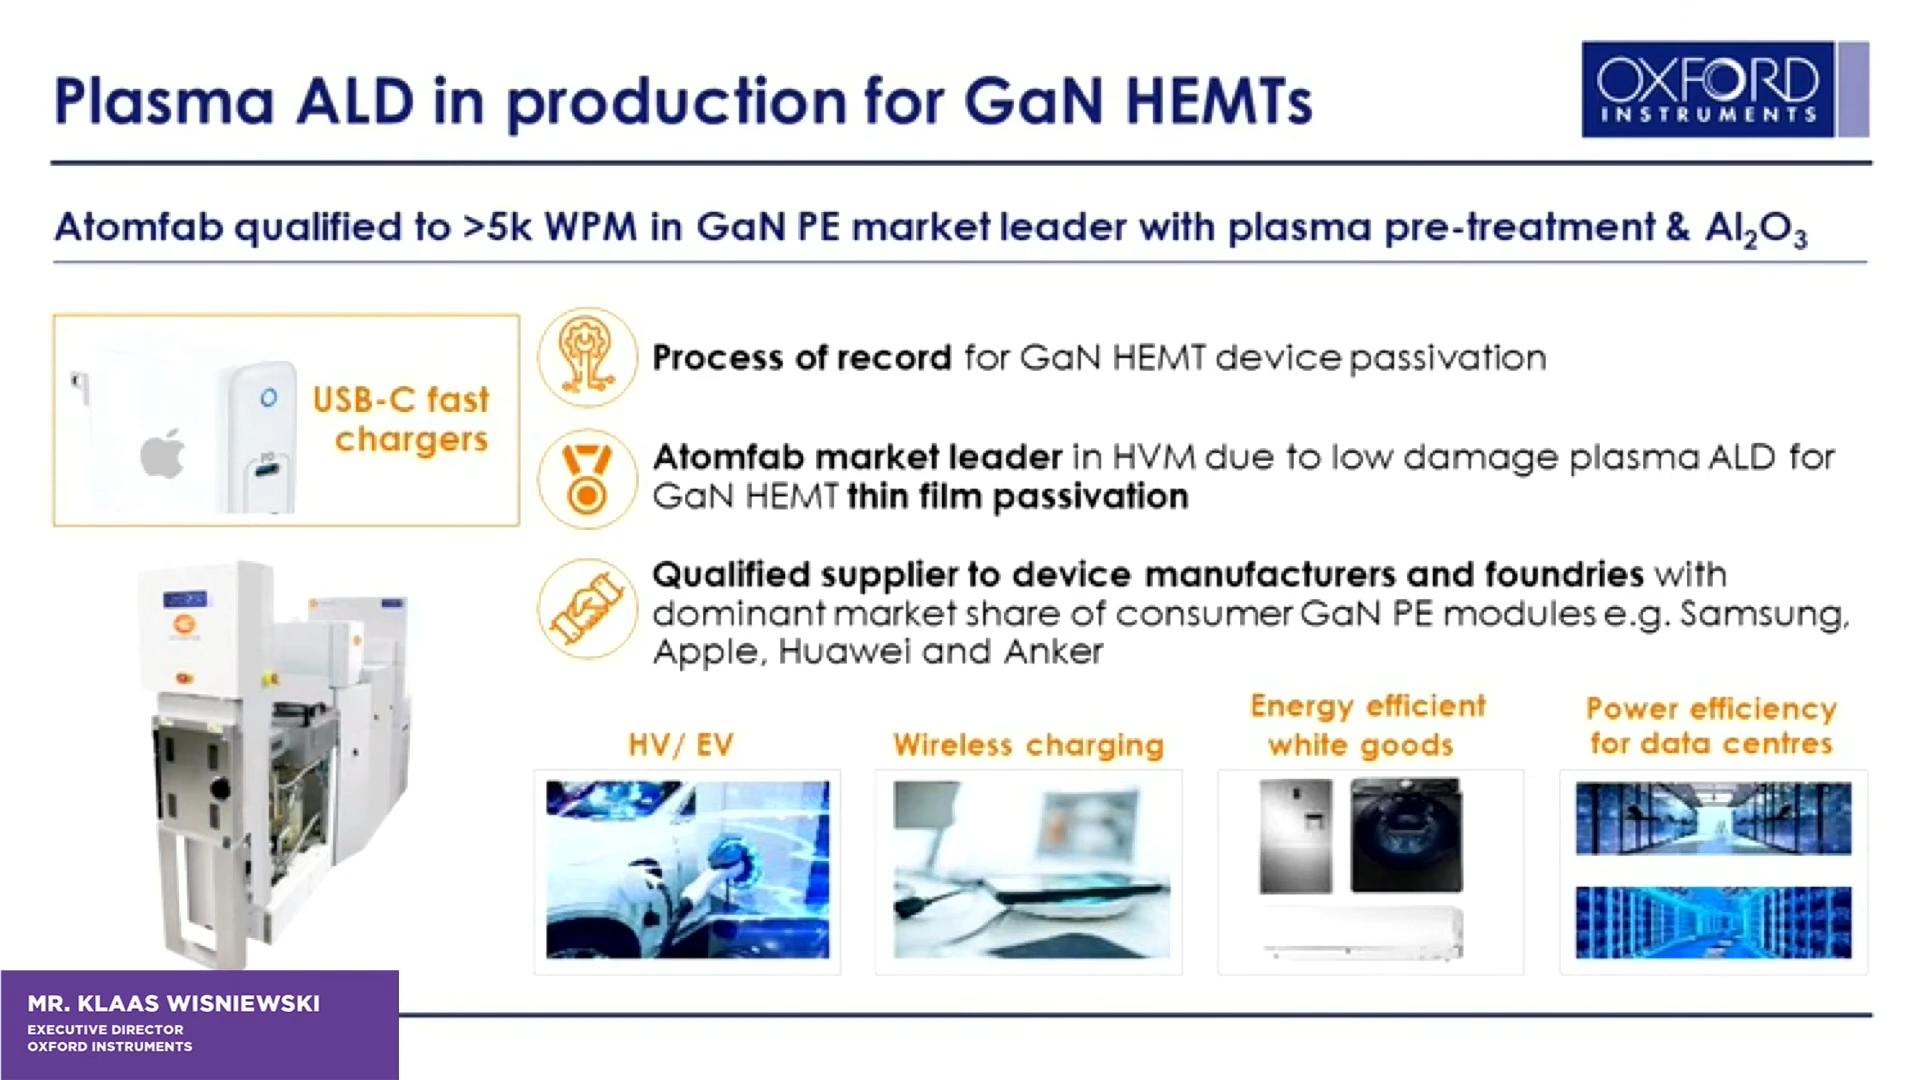 Plasma ALD in production for GaN HEMTs
OXFORD
INSTRUMENTS
Atomfab qualified to >5k WPM in GaN PE market leader with plasma pre-treatment & Al₂O₃
USB-C fast
chargers
PD
Process of record for GaN HEMT device passivation
Atomfab market leader in HVM due to low damage plasma ALD for
GaN HEMT thin film passivation
Qualified supplier to device manufacturers and foundries with
dominant market share of consumer GaN PE modules e.g. Samsung,
Apple, Huawei and Anker
HV/ EV
Wireless charging
Energy efficient
white goods
Power efficiency
for data centres
MR. KLAAS WISNIEWSKI
EXECUTIVE DIRECTOR
OXFORD INSTRUMENTS